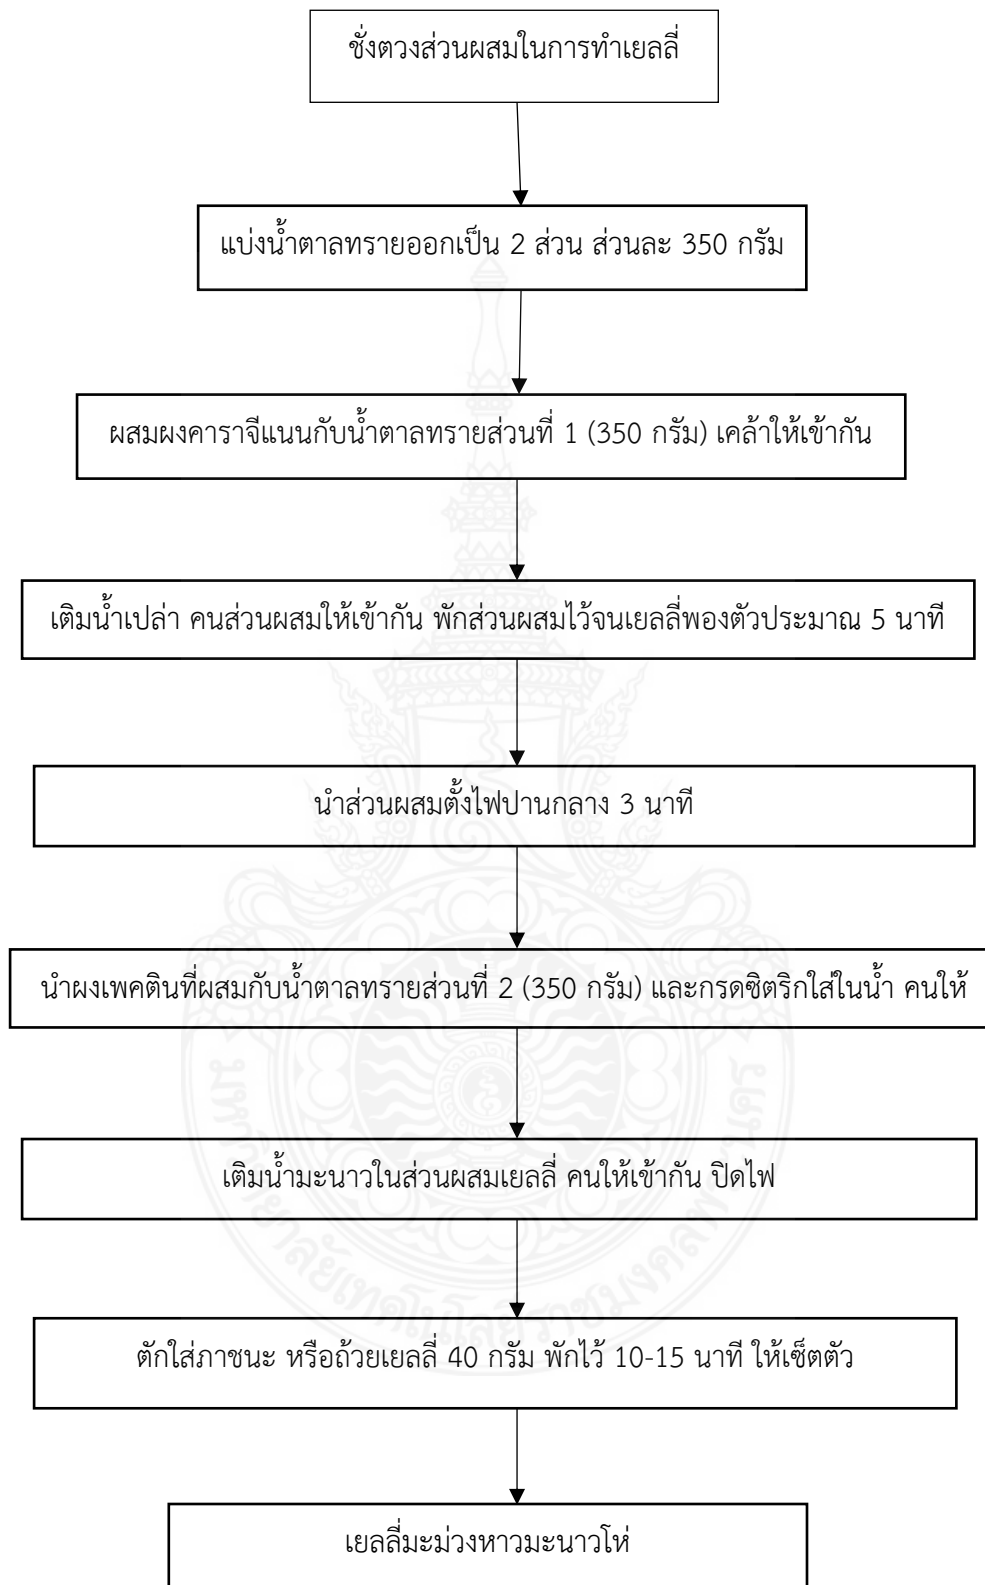 ชั่งตวงส่วนผสมในการทำเยลลี่
แบ่งน้ำตาลทรายออกเป็น 2 ส่วน ส่วนละ 350 กรัม
ผสมผงคาราจีแนนกับน้ำตาลทรายส่วนที่ 1 (350 กรัม) เคล้าให้เข้ากัน
เติมน้ำเปล่า คนส่วนผสมให้เข้ากัน พักส่วนผสมไว้จนเยลลี่พองตัวประมาณ 5 นาที
นำส่วนผสมตั้งไฟปานกลาง 3 นาที
นำผงเพคตินที่ผสมกับน้ำตาลทรายส่วนที่ 2 (350 กรัม) และกรดซิตริกใส่ในน้ำ คนให้
เติมน้ำมะนาวในส่วนผสมเยลลี่ คนให้เข้ากัน ปิดไฟ
ตักใส่ภาชนะ หรือถ้วยเยลลี่ 40 กรัม พักไว้ 10-15 นาที ให้เซ็ตตัว
เยลลี่มะม่วงหาวมะนาวโห่